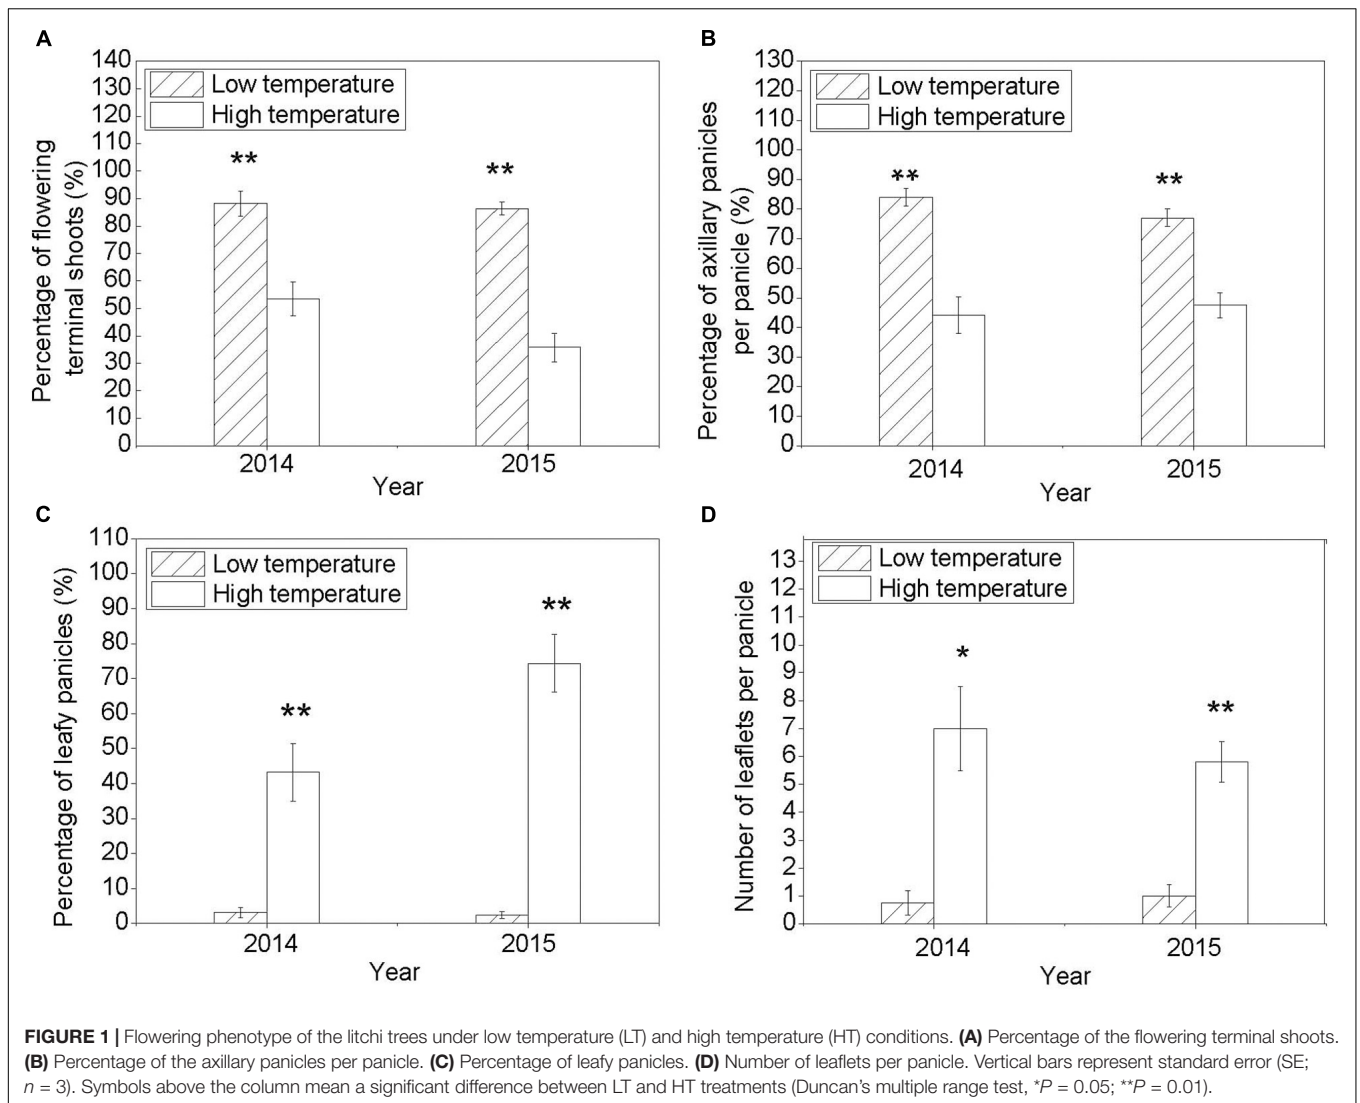 A
Percentage of flowering
terminal shoots (%)
140
130
120
110
100
90
80
70
60
50
40
30
20
10
0
Low temperature
High temperature
**
**
2014
2015
Year
B
Percentage of axillary panicles
per panicle (%)
130
120
110
100
90
80
70
60
50
40
30
20
10
0
Low temperature
High temperature
**
**
2014
2015
Year
C
Percentage of leafy panicles (%)
110
100
90
80
70
60
50
40
30
20
10
0
Low temperature
High temperature
**
**
2014
2015
Year
D
Number of leaflets per panicle
13
12
11
10
9
8
7
6
5
4
3
2
1
0
Low temperature
High temperature
*
**
2014
2015
Year
FIGURE 1 | Flowering phenotype of the litchi trees under low temperature (LT) and high temperature (HT) conditions. (A) Percentage of the flowering terminal shoots.
(B) Percentage of the axillary panicles per panicle. (C) Percentage of leafy panicles. (D) Number of leaflets per panicle. Vertical bars represent standard error (SE;
n = 3). Symbols above the column mean a significant difference between LT and HT treatments (Duncan's multiple range test, *P = 0.05; **P = 0.01).